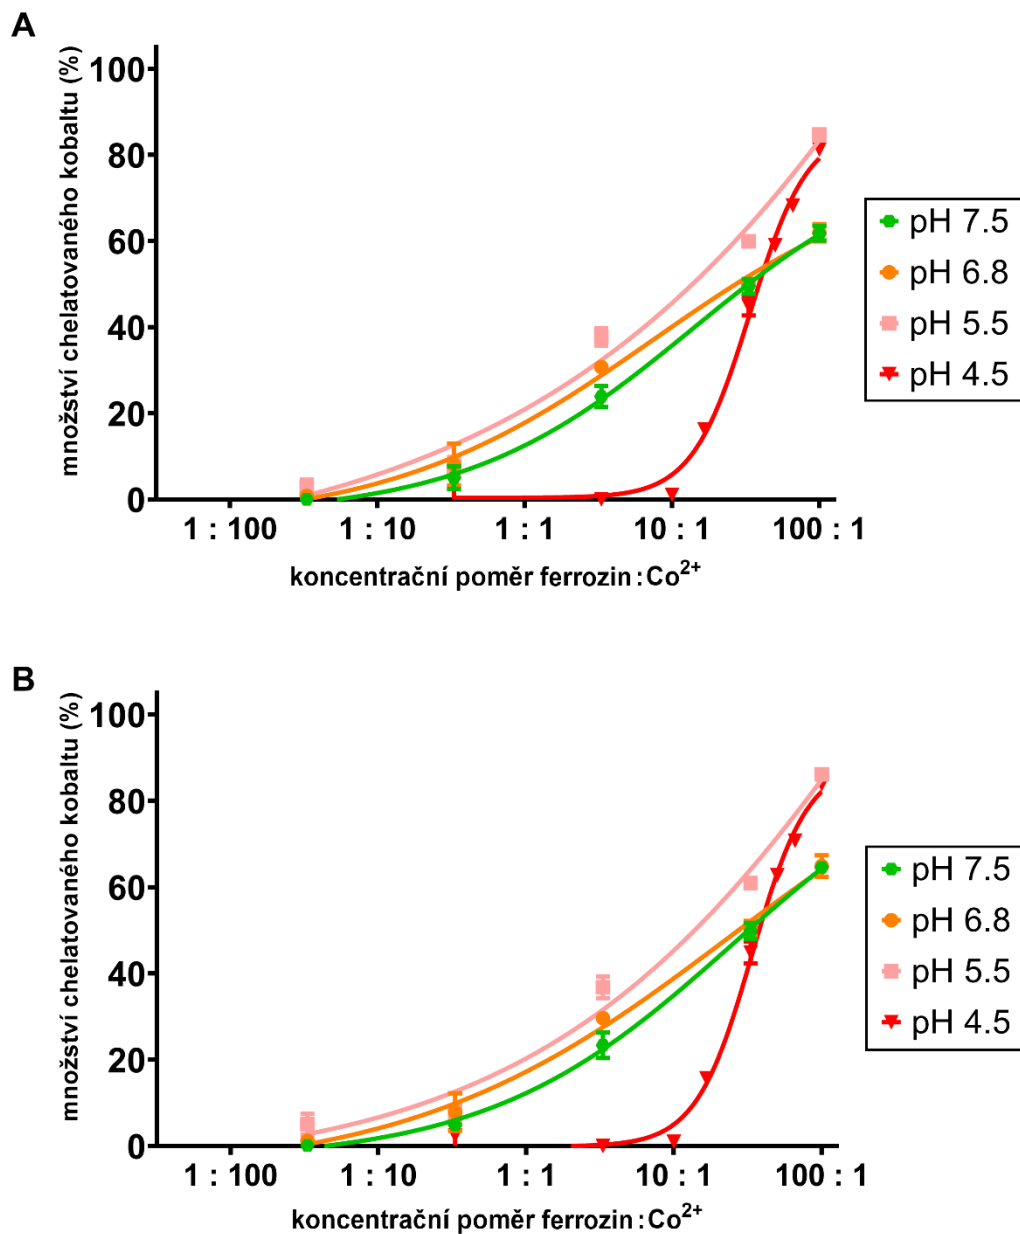 A
množství chelatovaného kobaltu (%)
100
80
60
40
20
0
1 : 100
1 : 10
1 : 1
10 : 1
100 : 1
koncentrační poměr ferrozin:Co²⁺
pH 7.5
pH 6.8
pH 5.5
pH 4.5
B
množství chelatovaného kobaltu (%)
100
80
60
40
20
0
1 : 100
1 : 10
1 : 1
10 : 1
100 : 1
koncentrační poměr ferrozin:Co²⁺
pH 7.5
pH 6.8
pH 5.5
pH 4.5